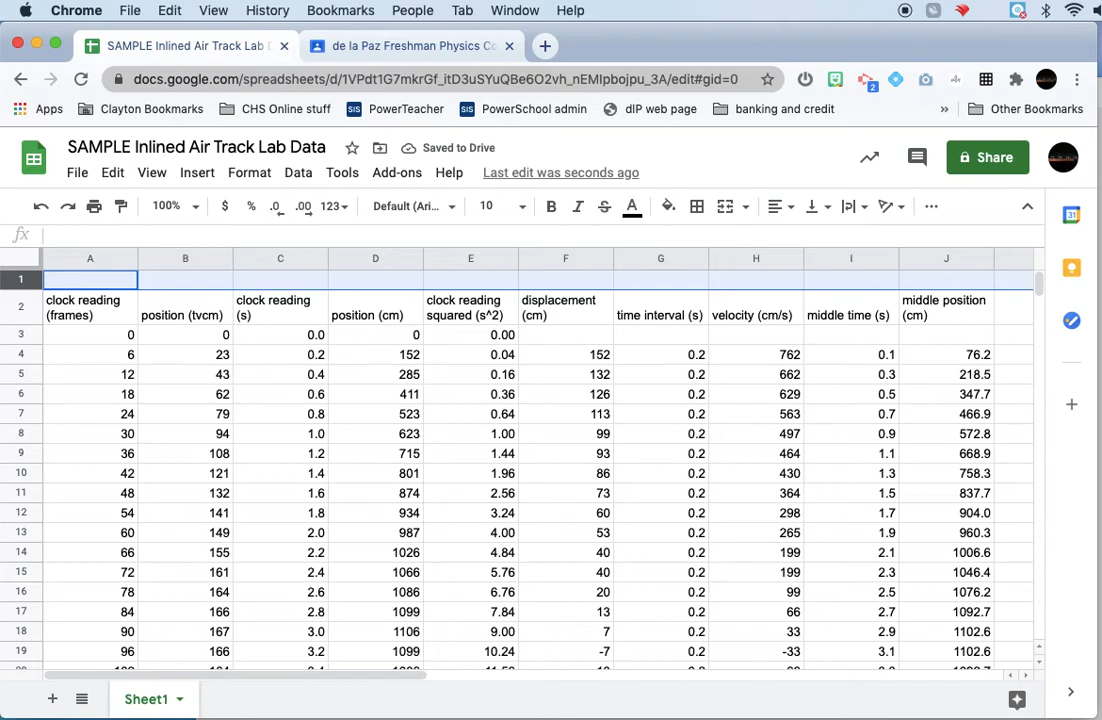 Chrome File Edit View History Bookmarks People Tab Window Help
SAMPLE Inlined Air Track Lab D de la Paz Freshman Physics Co
docs.google.com/spreadsheets/d/1VPdt1G7mkrGf_itD3uSYuQBe6O2vh_nEMIpbojpu_3A/edit#gid=0 2
Apps Clayton Bookmarks CHS Online stuff SIS PowerTeacher SIS PowerSchool admin dIP web page banking and credit » Other Bookmarks
SAMPLE Inlined Air Track Lab Data Saved to Drive
File Edit View Insert Format Data Tools Add-ons Help Last edit was seconds ago Share
100% $ % .0 .00 123 Default (Ari... 10 B I S A
fx
A B C D E F G H I J
1
clock reading clock reading clock reading displacement middle position
2 (frames) position (tvcm) (s) position (cm) squared (s^2) (cm) time interval (s) velocity (cm/s) middle time (s) (cm)
3 0 0 0.0 0 0.00
4 6 23 0.2 152 0.04 152 0.2 762 0.1 76.2
5 12 43 0.4 285 0.16 132 0.2 662 0.3 218.5
6 18 62 0.6 411 0.36 126 0.2 629 0.5 347.7
7 24 79 0.8 523 0.64 113 0.2 563 0.7 466.9
8 30 94 1.0 623 1.00 99 0.2 497 0.9 572.8
9 36 108 1.2 715 1.44 93 0.2 464 1.1 668.9
10 42 121 1.4 801 1.96 86 0.2 430 1.3 758.3
11 48 132 1.6 874 2.56 73 0.2 364 1.5 837.7
12 54 141 1.8 934 3.24 60 0.2 298 1.7 904.0
13 60 149 2.0 987 4.00 53 0.2 265 1.9 960.3
14 66 155 2.2 1026 4.84 40 0.2 199 2.1 1006.6
15 72 161 2.4 1066 5.76 40 0.2 199 2.3 1046.4
16 78 164 2.6 1086 6.76 20 0.2 99 2.5 1076.2
17 84 166 2.8 1099 7.84 13 0.2 66 2.7 1092.7
18 90 167 3.0 1106 9.00 7 0.2 33 2.9 1102.6
19 96 166 3.2 1099 10.24 -7 0.2 -33 3.1 1102.6
Sheet1
31